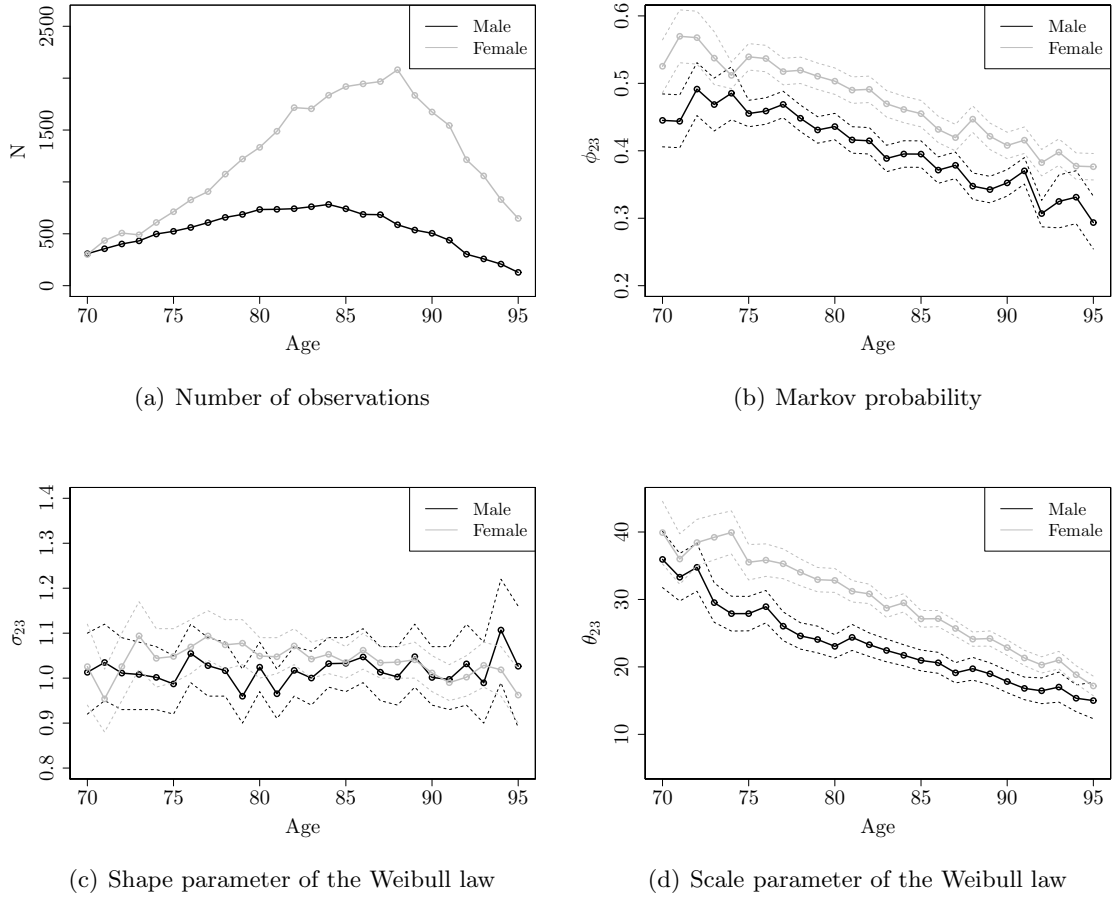 2500
1500
500
0
N
70 75 80 85 90 95
Age
Male
Female
(a) Number of observations
0.6
0.5
0.4
0.3
0.2
ϕ23
70 75 80 85 90 95
Age
Male
Female
(b) Markov probability
1.4
1.3
1.2
1.1
1.0
0.9
0.8
σ23
70 75 80 85 90 95
Age
Male
Female
(c) Shape parameter of the Weibull law
40
30
20
10
θ23
70 75 80 85 90 95
Age
Male
Female
(d) Scale parameter of the Weibull law